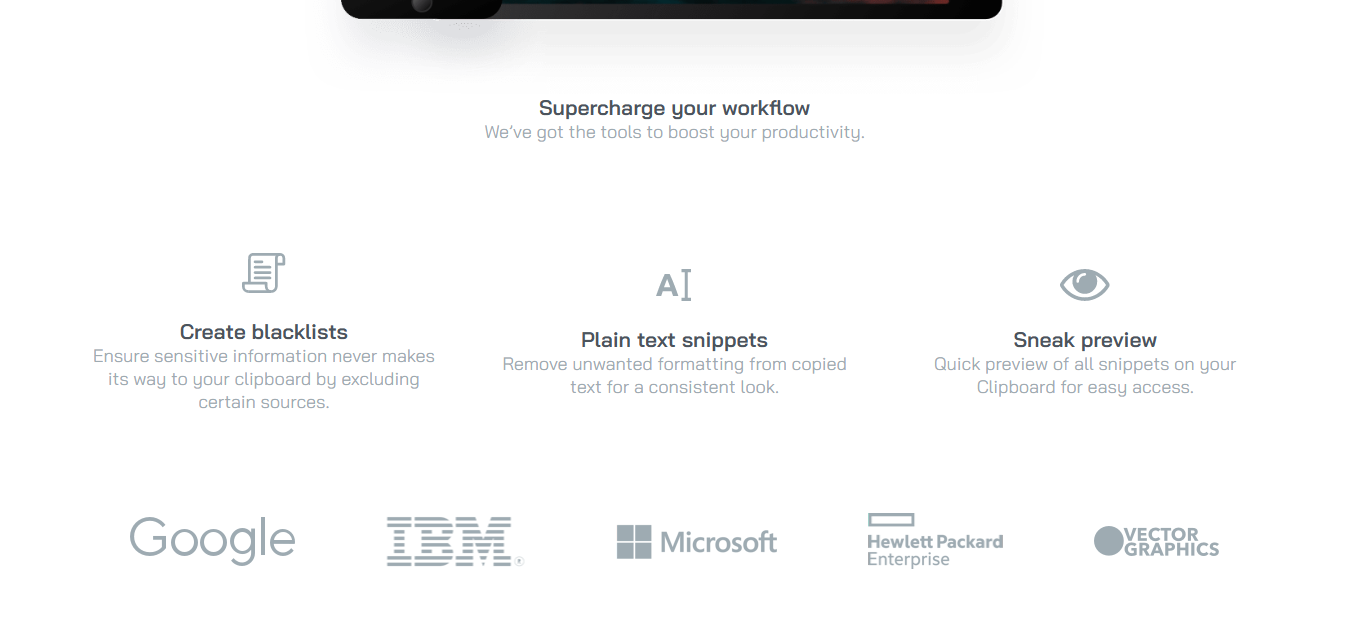 Supercharge your workflow
We've got the tools to boost your productivity.
Create blacklists
Ensure sensitive information never makes
its way to your clipboard by excluding
certain sources.
AI
Plain text snippets
Remove unwanted formatting from copied
text for a consistent look.
Sneak preview
Quick preview of all snippets on your
Clipboard for easy access.
Google
IBM®
Microsoft
Hewlett Packard
Enterprise
VECTOR
GRAPHICS